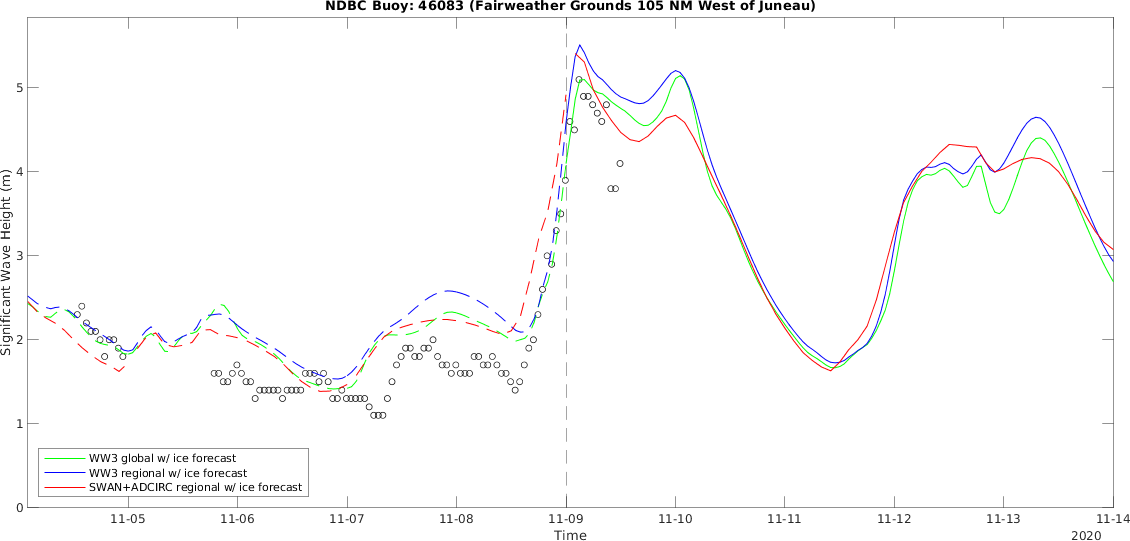 NDBC Buoy: 46083 (Fairweather Grounds 105 NM West of Juneau)
Significant Wave Height (m)
5
4
3
2
1
0
WW3 global w/ ice forecast
WW3 regional w/ ice forecast
SWAN+ADCIRC regional w/ ice forecast
11-05 11-06 11-07 11-08 11-09 11-10 11-11 11-12 11-13 11-14
Time
2020